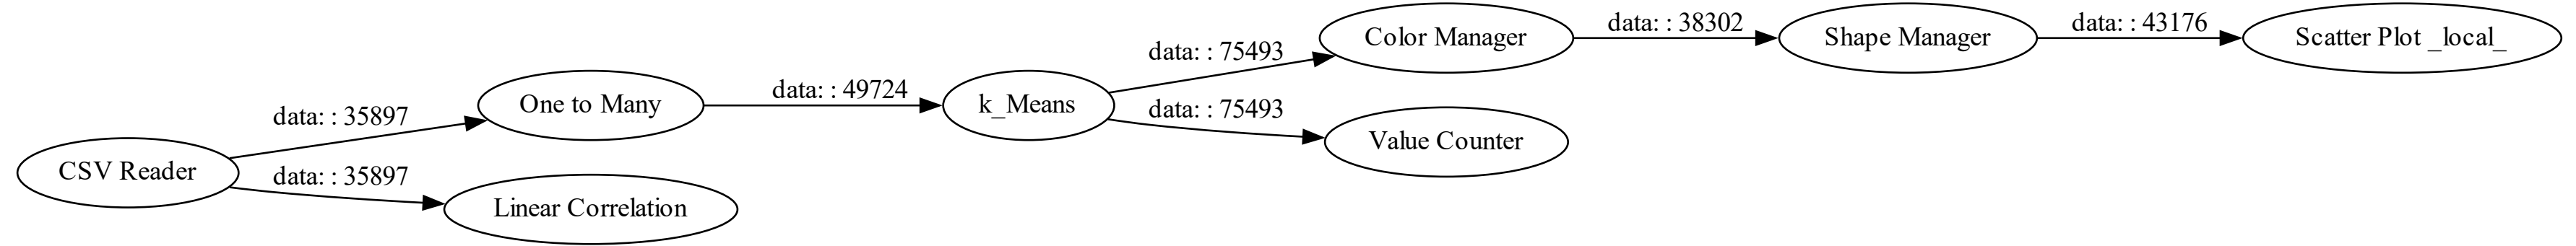 CSV Reader
data: : 35897
One to Many
data: : 35897
Linear Correlation
data: : 49724
k_Means
data: : 75493
Color Manager
data: : 75493
Value Counter
data: : 38302
Shape Manager
data: : 43176
Scatter Plot _local_